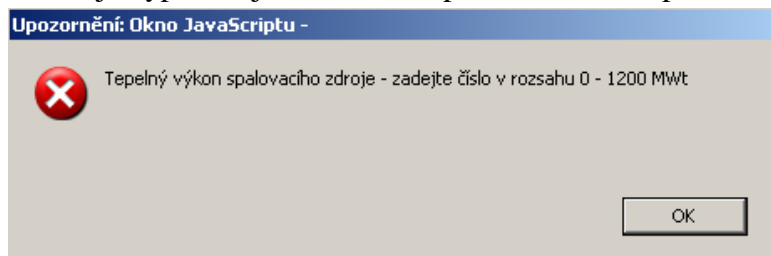 Upozornění: Okno JavaScriptu -
Tepelný výkon spalovacího zdroje - zadejte číslo v rozsahu 0 - 1200 MWt
OK